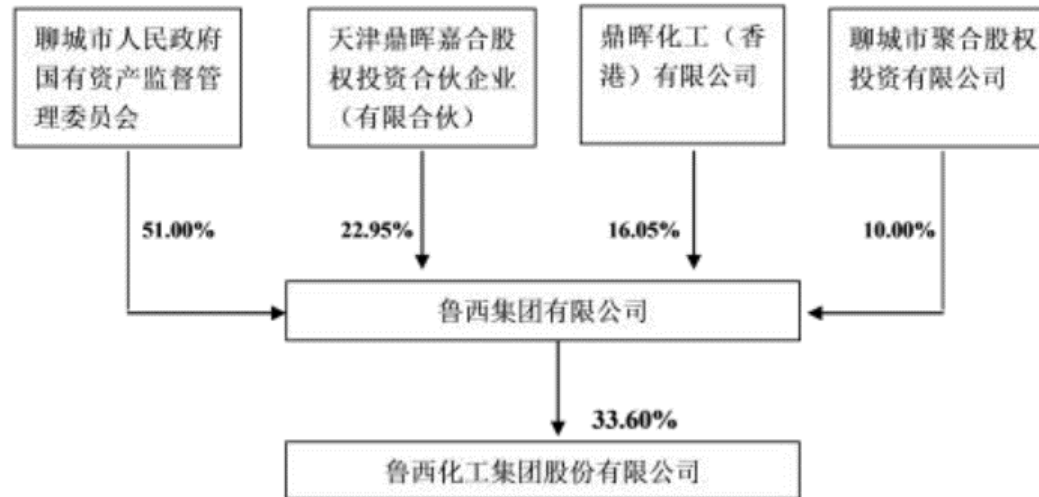 聊城市人民政府
国有资产监督管
理委员会
天津鼎晖嘉合股
权投资合伙企业
（有限合伙）
鼎晖化工（香
港）有限公司
聊城市聚合股权
投资有限公司
51.00%
22.95%
16.05%
10.00%
鲁西集团有限公司
33.60%
鲁西化工集团股份有限公司